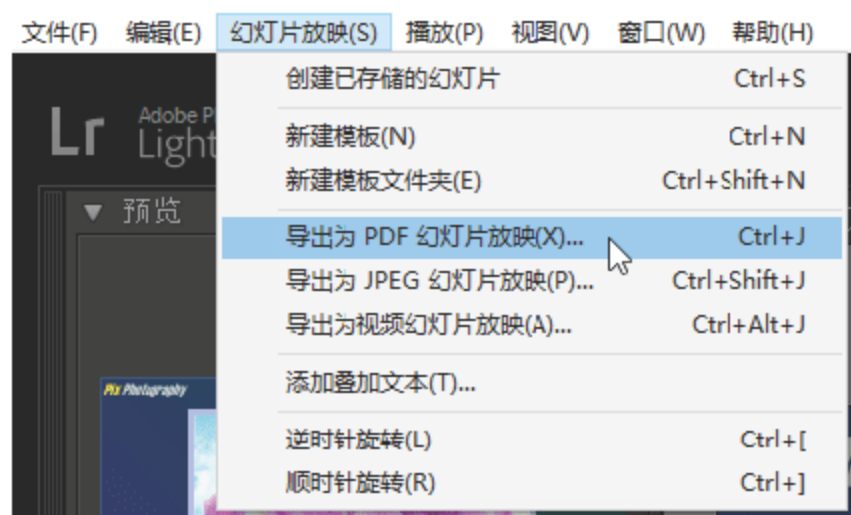 文件(F) 编辑(E) 幻灯片放映(S) 播放(P) 视图(V) 窗口(W) 帮助(H)
创建已存储的幻灯片 Ctrl+S
Lr Adobe P
Light
新建模板(N) Ctrl+N
新建模板文件夹(E) Ctrl+Shift+N
预览
导出为 PDF 幻灯片放映(X)... Ctrl+J
导出为 JPEG 幻灯片放映(P)... Ctrl+Shift+J
导出为视频幻灯片放映(A)... Ctrl+Alt+J
添加叠加文本(T)...
Pix Photography
逆时针旋转(L) Ctrl+[
顺时针旋转(R) Ctrl+]